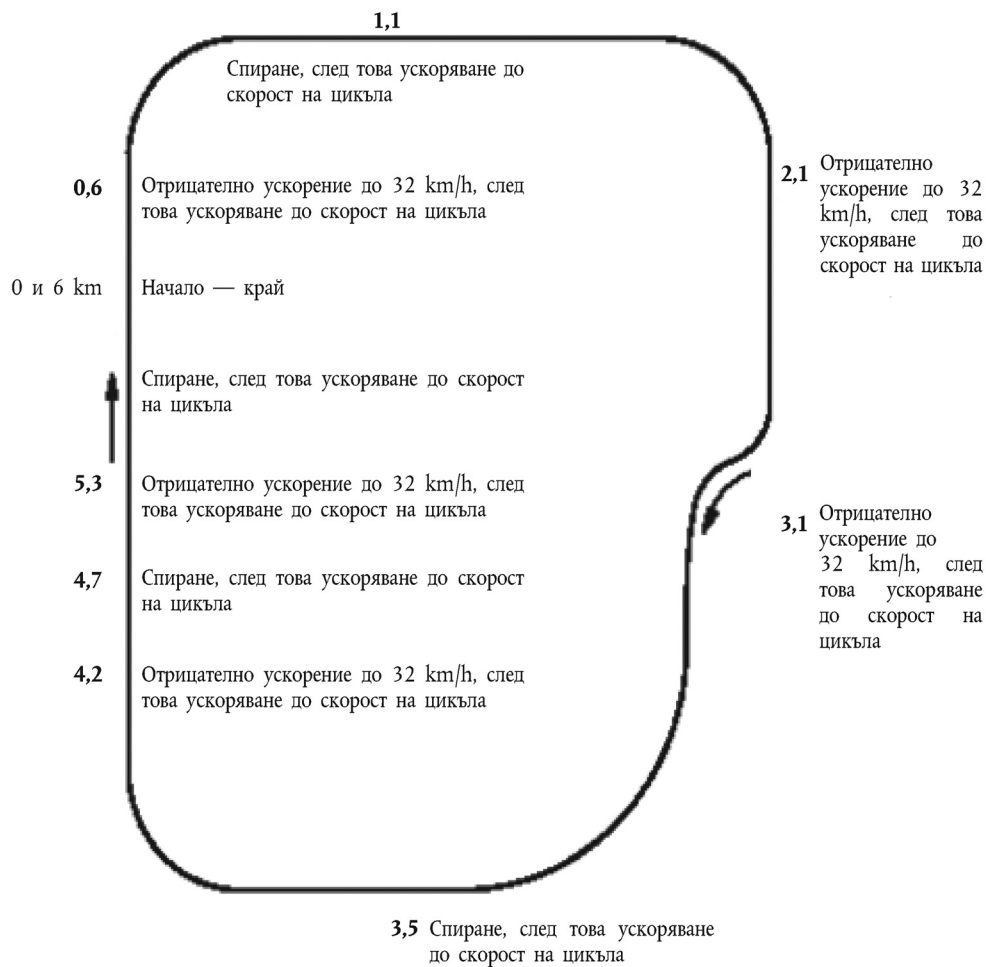 1,1
Спиране, след това ускоряване до
скорост на цикъла
0,6 Отрицателно ускорение до 32 km/h, след
това ускоряване до скорост на цикъла
2,1 Отрицателно
ускорение до 32
km/h, след това
ускоряване до
скорост на цикъла
0 и 6 km Начало — край
Спиране, след това ускоряване до скорост
на цикъла
5,3 Отрицателно ускорение до 32 km/h, след
това ускоряване до скорост на цикъла
3,1 Отрицателно
ускорение до
32 km/h, след
това ускоряване
до скорост на
цикъла
4,7 Спиране, след това ускоряване до скорост
на цикъла
4,2 Отрицателно ускорение до 32 km/h, след
това ускоряване до скорост на цикъла
3,5 Спиране, след това ускоряване
до скорост на цикъла